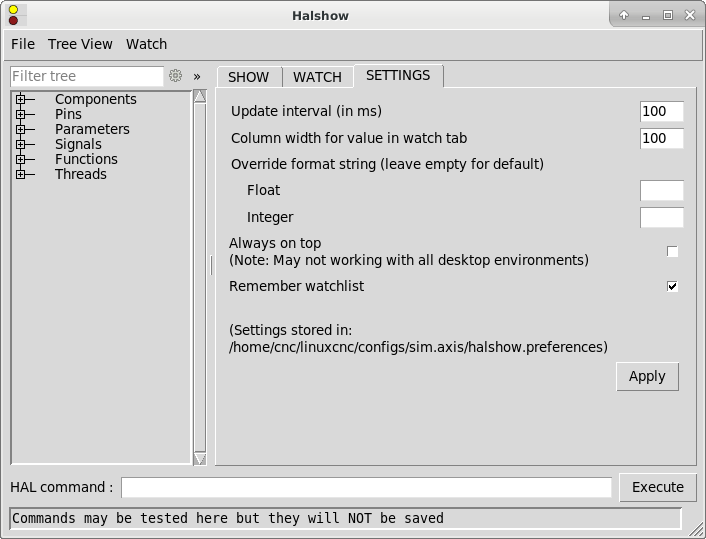 Halshow
File Tree View Watch
Filter tree »
SHOW WATCH SETTINGS
Components
Pins
Parameters
Signals
Functions
Threads
Update interval (in ms) 100
Column width for value in watch tab 100
Override format string (leave empty for default)
Float
Integer
Always on top
(Note: May not working with all desktop environments)
Remember watchlist
(Settings stored in:
/home/cnc/linuxcnc/configs/sim.axis/halshow.preferences)
Apply
HAL command :
Execute
Commands may be tested here but they will NOT be saved